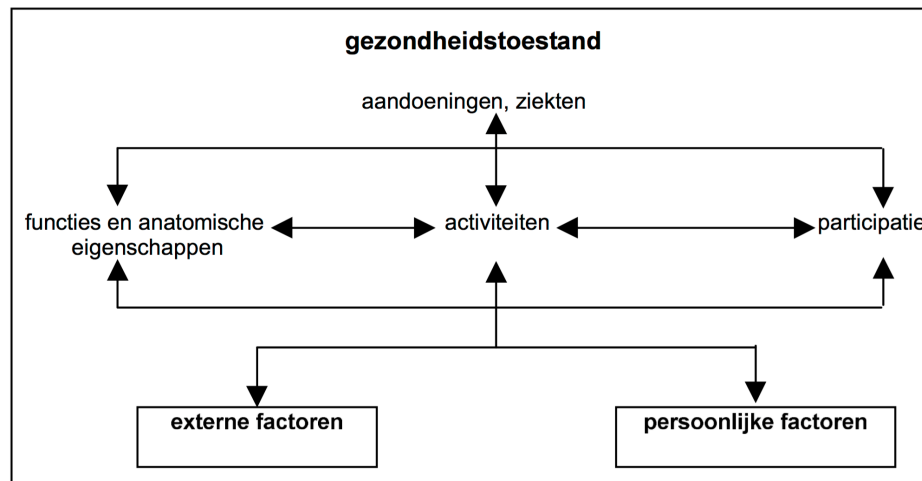 gezondheidstoestand
aandoeningen, ziekten
functies en anatomische
eigenschappen
activiteiten
participatie
externe factoren
persoonlijke factoren